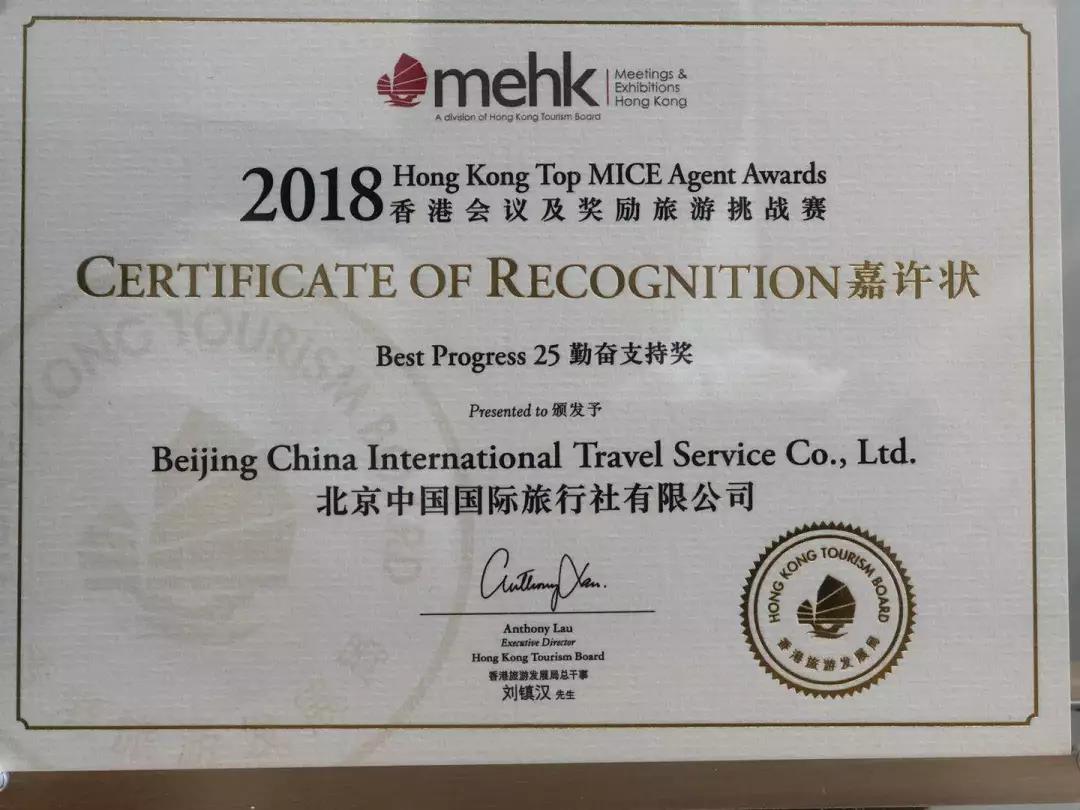 mehk
Meetings &
Exhibitions
Hong Kong
A division of Hong Kong Tourism Board
2018 Hong Kong Top MICE Agent Awards
香港会议及奖励旅游挑战赛
CERTIFICATE OF RECOGNITION嘉许状
Best Progress 25 勤奋支持奖
Presented to 颁发予
Beijing China International Travel Service Co., Ltd.
北京中国国际旅行社有限公司
Anthony Lau.
Anthony Lau
Executive Director
Hong Kong Tourism Board
香港旅游发展局总干事
刘镇汉 先生
HONG KONG TOURISM BOARD
香港旅游发展局
KONG TOURISM BOARD